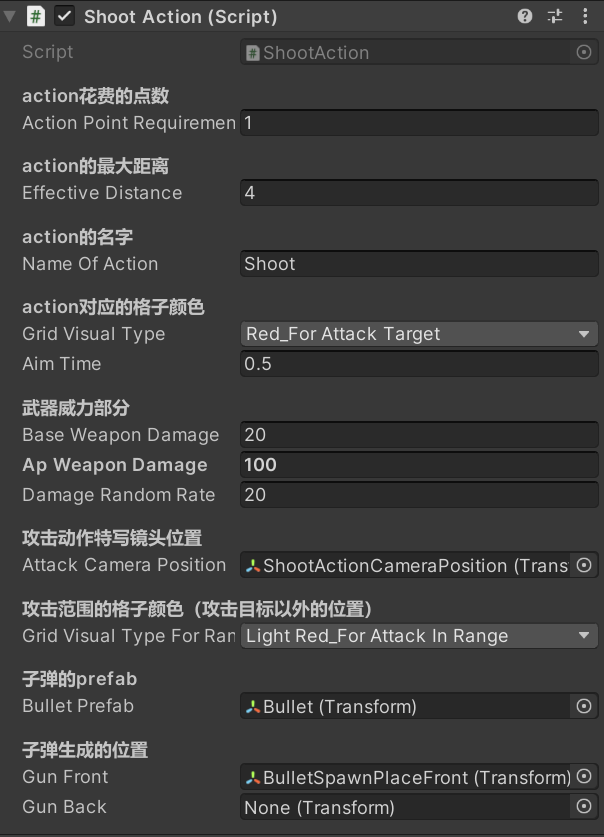 Shoot Action (Script)
Script ShootAction
action花费的点数
Action Point Requiremen 1
action的最大距离
Effective Distance 4
action的名字
Name Of Action Shoot
action对应的格子颜色
Grid Visual Type Red_For Attack Target
Aim Time 0.5
武器威力部分
Base Weapon Damage 20
Ap Weapon Damage 100
Damage Random Rate 20
攻击动作特写镜头位置
Attack Camera Position ShootActionCameraPosition (Trans
攻击范围的格子颜色（攻击目标以外的位置）
Grid Visual Type For Ran Light Red_For Attack In Range
子弹的prefab
Bullet Prefab Bullet (Transform)
子弹生成的位置
Gun Front BulletSpawnPlaceFront (Transform)
Gun Back None (Transform)